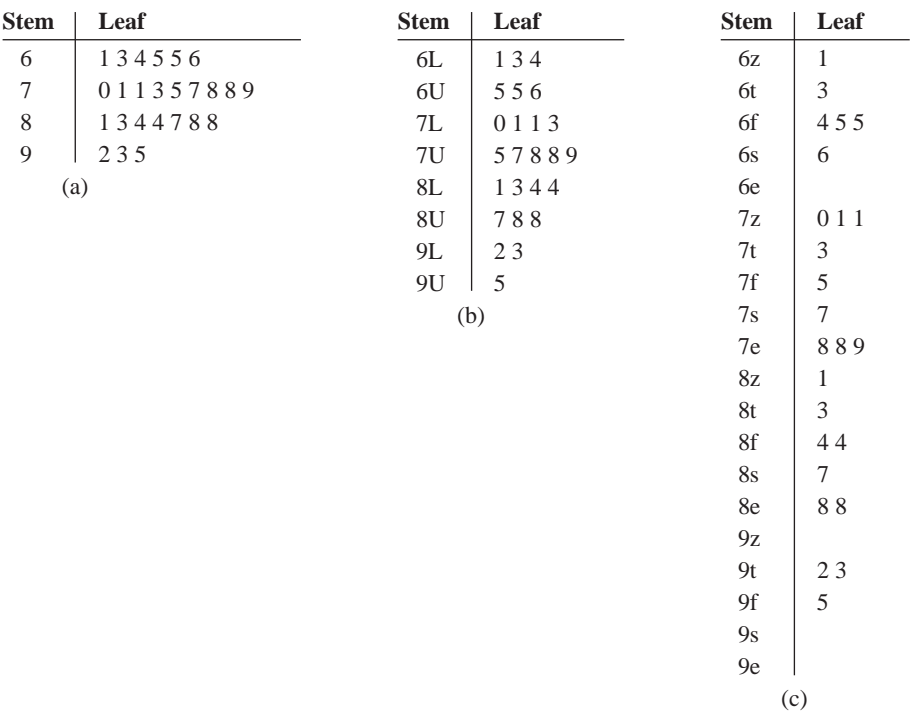 Stem Leaf
6 1 3 4 5 5 6
7 0 1 1 3 5 7 8 8 9
8 1 3 4 4 7 8 8
9 2 3 5
(a)
Stem Leaf
6L 1 3 4
6U 5 5 6
7L 0 1 1 3
7U 5 7 8 8 9
8L 1 3 4 4
8U 7 8 8
9L 2 3
9U 5
(b)
Stem Leaf
6z 1
6t 3
6f 4 5 5
6s 6
6e
7z 0 1 1
7t 3
7f 5
7s 7
7e 8 8 9
8z 1
8t 3
8f 4 4
8s 7
8e 8 8
9z
9t 2 3
9f 5
9s
9e
(c)